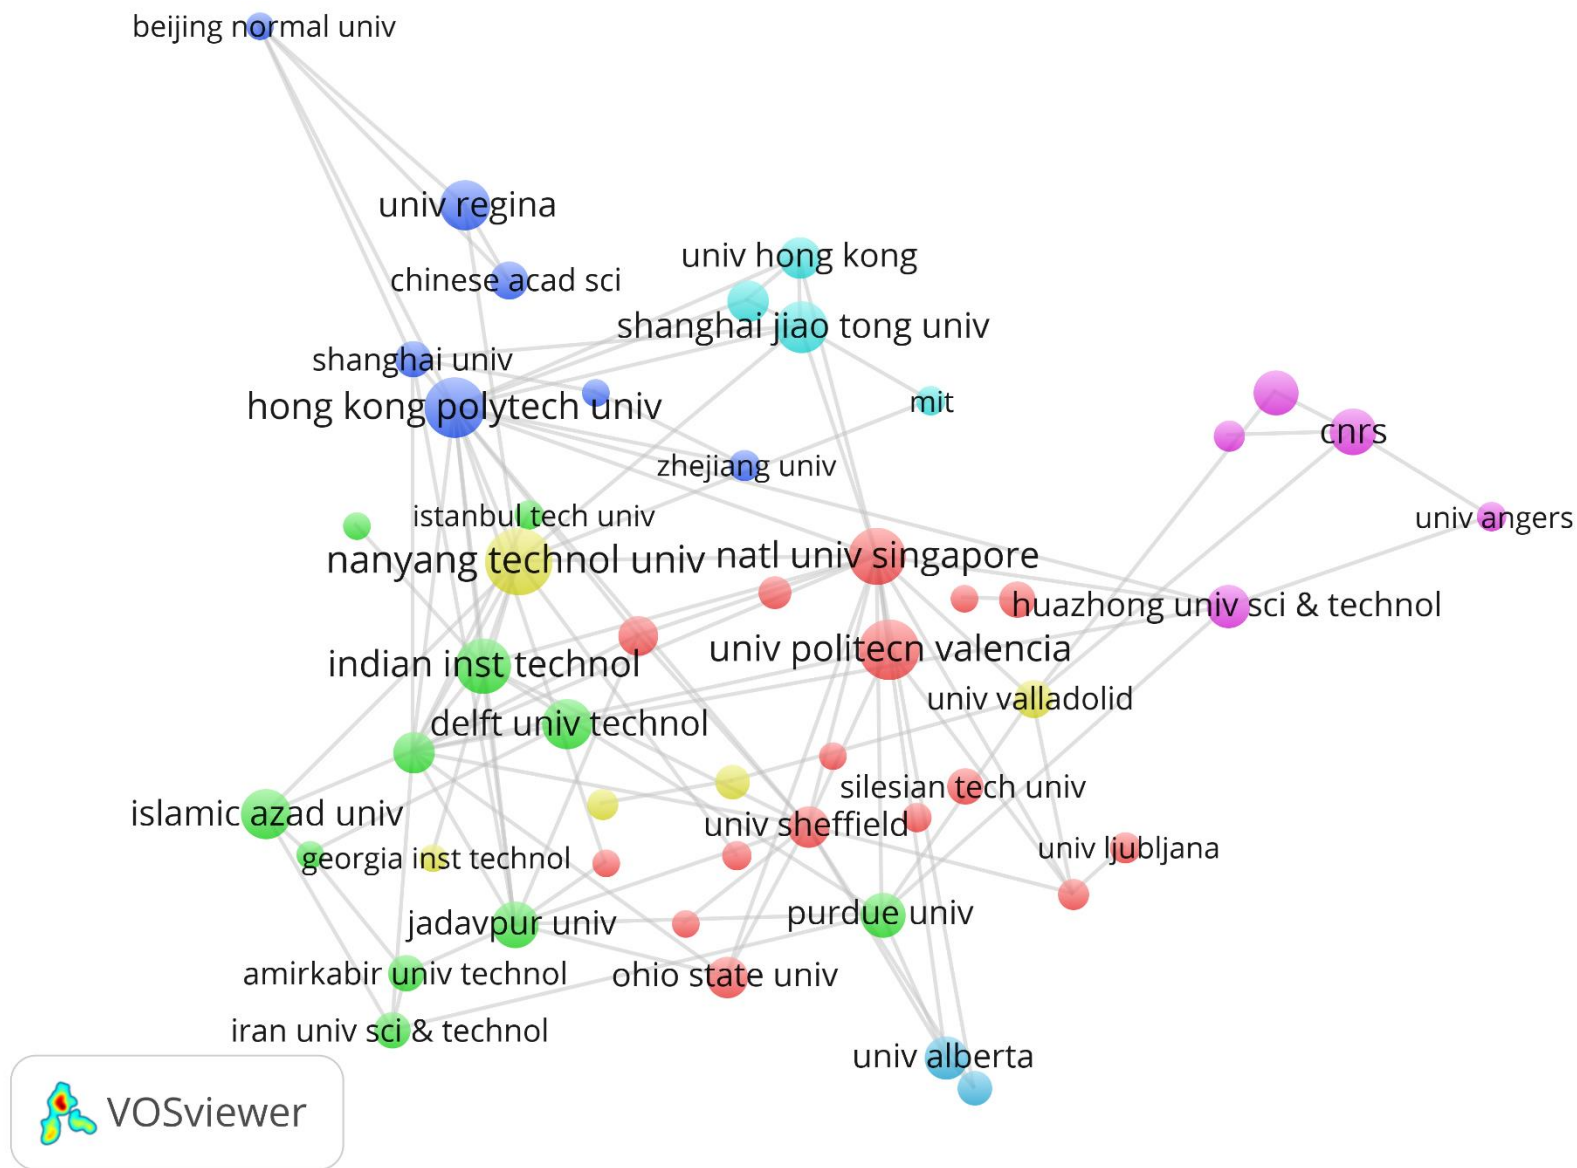 beijing normal univ
univ regina
univ hong kong
chinese acad sci
shanghai jiao tong univ
shanghai univ
hong kong polytech univ
mit
cnrs
zhejiang univ
istanbul tech univ
univ angers
nanyang technol univ
natl univ singapore
huazhong univ sci & technol
indian inst technol
univ politecn valencia
univ valladolid
delft univ technol
silesian tech univ
islamic azad univ
univ sheffield
univ ljubljana
georgia inst technol
jadavpur univ
purdue univ
amirkabir univ technol
ohio state univ
iran univ sci & technol
univ alberta
VOSviewer